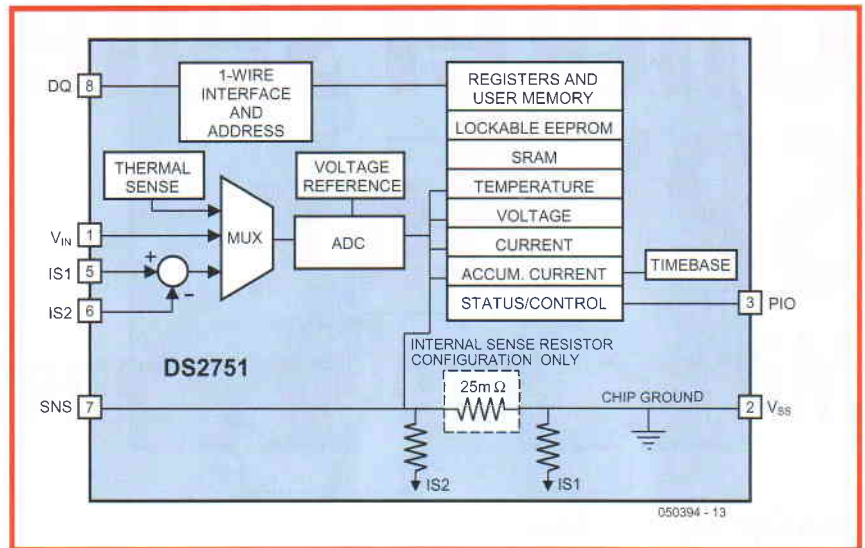 DQ 8
1-WIRE
INTERFACE
AND
ADDRESS
REGISTERS AND
USER MEMORY
LOCKABLE EEPROM
SRAM
TEMPERATURE
VOLTAGE
CURRENT
ACCUM. CURRENT
STATUS/CONTROL
THERMAL
SENSE
VOLTAGE
REFERENCE
VIN 1
MUX
ADC
TIMEBASE
IS1 5
+
−
IS2 6
3 PIO
DS2751
INTERNAL SENSE RESISTOR
CONFIGURATION ONLY
25mΩ
SNS 7
CHIP GROUND
2 VSS
IS2
IS1
050394 - 13